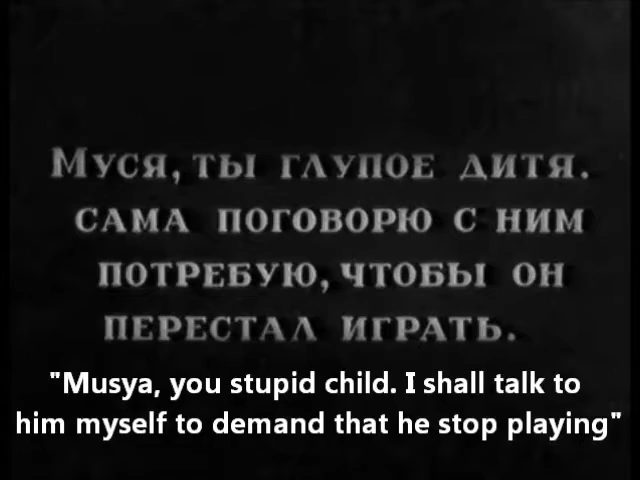 Муся, ты глупое дитя.
сама поговорю с ним
потребую, чтобы он
перестал играть.
"Musya, you stupid child. I shall talk to
him myself to demand that he stop playing"